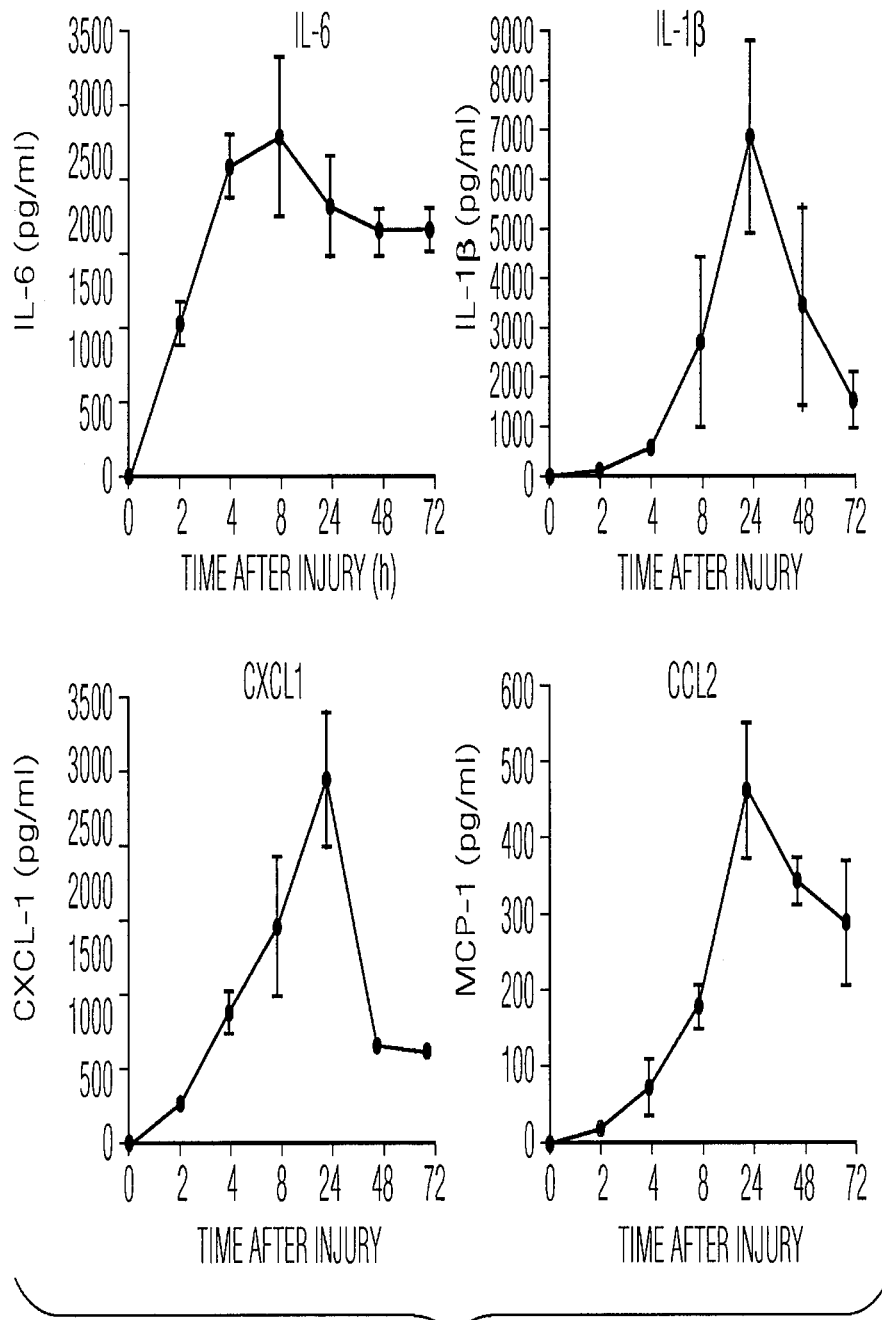 IL-6
IL-6 (pg/ml)
3500
3000
2500
2000
1500
1000
500
0
0 2 4 8 24 48 72
TIME AFTER INJURY (h)
IL-1β
IL-1β (pg/ml)
9000
8000
7000
6000
5000
4000
3000
2000
1000
0
0 2 4 8 24 48 72
TIME AFTER INJURY
CXCL1
CXCL-1 (pg/ml)
3500
3000
2500
2000
1500
1000
500
0
0 2 4 8 24 48 72
TIME AFTER INJURY
CCL2
MCP-1 (pg/ml)
600
500
400
300
200
100
0
0 2 4 8 24 48 72
TIME AFTER INJURY